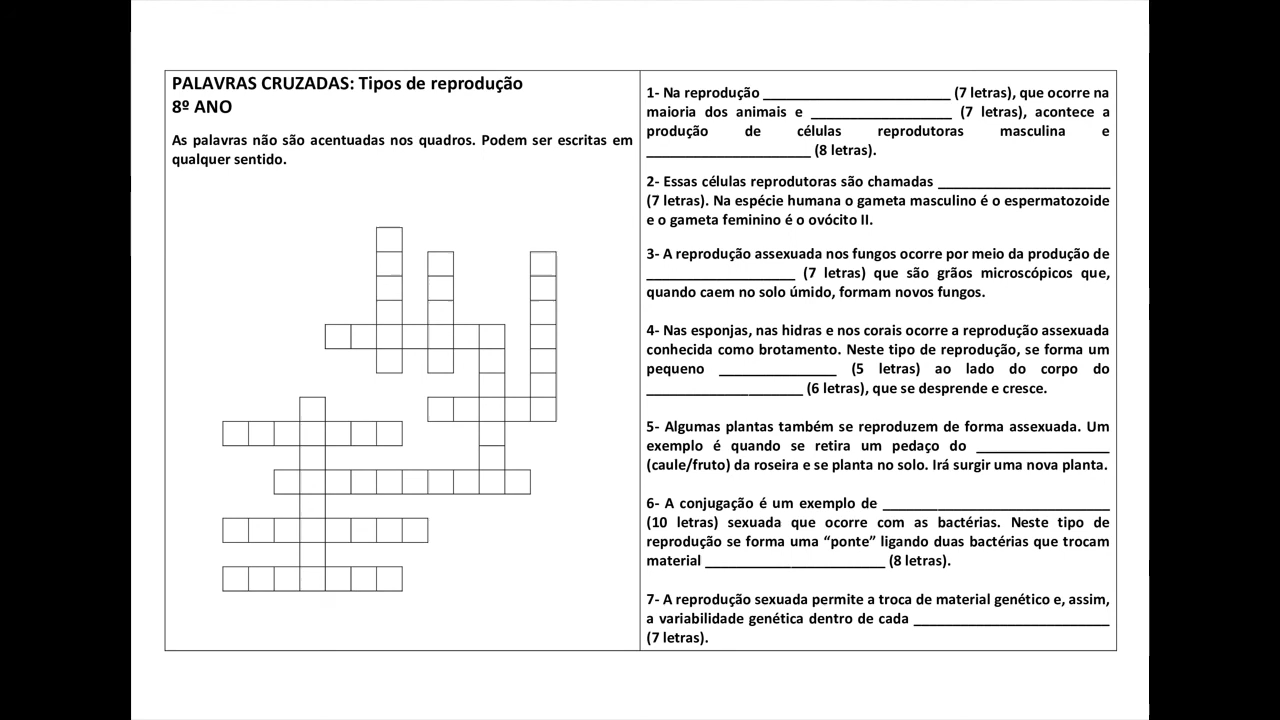 PALAVRAS CRUZADAS: Tipos de reprodução
8º ANO
As palavras não são acentuadas nos quadros. Podem ser escritas em
qualquer sentido.
1- Na reprodução ________________________ (7 letras), que ocorre na
maioria dos animais e __________________ (7 letras), acontece a
produção de células reprodutoras masculina e
_____________________ (8 letras).
2- Essas células reprodutoras são chamadas ______________________
(7 letras). Na espécie humana o gameta masculino é o espermatozoide
e o gameta feminino é o ovócito II.
3- A reprodução assexuada nos fungos ocorre por meio da produção de
___________________ (7 letras) que são grãos microscópicos que,
quando caem no solo úmido, formam novos fungos.
4- Nas esponjas, nas hidras e nos corais ocorre a reprodução assexuada
conhecida como brotamento. Neste tipo de reprodução, se forma um
pequeno _______________ (5 letras) ao lado do corpo do
____________________ (6 letras), que se desprende e cresce.
5- Algumas plantas também se reproduzem de forma assexuada. Um
exemplo é quando se retira um pedaço do _________________
(caule/fruto) da roseira e se planta no solo. Irá surgir uma nova planta.
6- A conjugação é um exemplo de _____________________________
(10 letras) sexuada que ocorre com as bactérias. Neste tipo de
reprodução se forma uma “ponte” ligando duas bactérias que trocam
material _______________________ (8 letras).
7- A reprodução sexuada permite a troca de material genético e, assim,
a variabilidade genética dentro de cada _________________________
(7 letras).